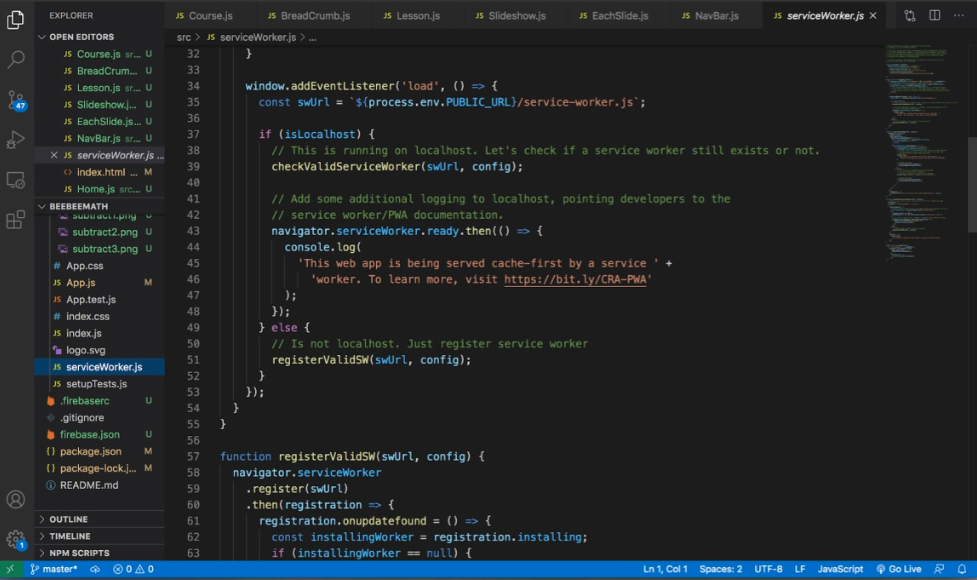 EXPLORER
OPEN EDITORS
JS Course.js sr... U
JS BreadCrum... U
JS Lesson.js sr... U
JS Slideshow.j... U
JS EachSlide.js... U
JS NavBar.js sr... U
JS serviceWorker.js ...
<> index.html ... M
JS Home.js src... U
BEEBEEMATH
subtract1.png U
subtract2.png U
subtract3.png U
# App.css
JS App.js M
JS App.test.js
# index.css
JS index.js
logo.svg
JS serviceWorker.js
JS setupTests.js
.firebaserc U
.gitignore
firebase.json U
{} package.json M
{} package-lock.j... M
README.md
OUTLINE
TIMELINE
NPM SCRIPTS
47
1
JS Course.js JS BreadCrumb.js JS Lesson.js JS Slideshow.js JS EachSlide.js JS NavBar.js JS serviceWorker.js ×
src > JS serviceWorker.js > ...
32 }
33
34 window.addEventListener('load', () => {
35 const swUrl = `${process.env.PUBLIC_URL}/service-worker.js`;
36
37 if (isLocalhost) {
38 // This is running on localhost. Let's check if a service worker still exists or not.
39 checkValidServiceWorker(swUrl, config);
40
41 // Add some additional logging to localhost, pointing developers to the
42 // service worker/PWA documentation.
43 navigator.serviceWorker.ready.then(() => {
44 console.log(
45 'This web app is being served cache-first by a service ' +
46 'worker. To learn more, visit https://bit.ly/CRA-PWA'
47 );
48 });
49 } else {
50 // Is not localhost. Just register service worker
51 registerValidSW(swUrl, config);
52 }
53 });
54 }
55 }
56
57 function registerValidSW(swUrl, config) {
58 navigator.serviceWorker
59 .register(swUrl)
60 .then(registration => {
61 registration.onupdatefound = () => {
62 const installingWorker = registration.installing;
63 if (installingWorker == null) {
master* 0 0 Ln 1, Col 1 Spaces: 2 UTF-8 LF JavaScript Go Live